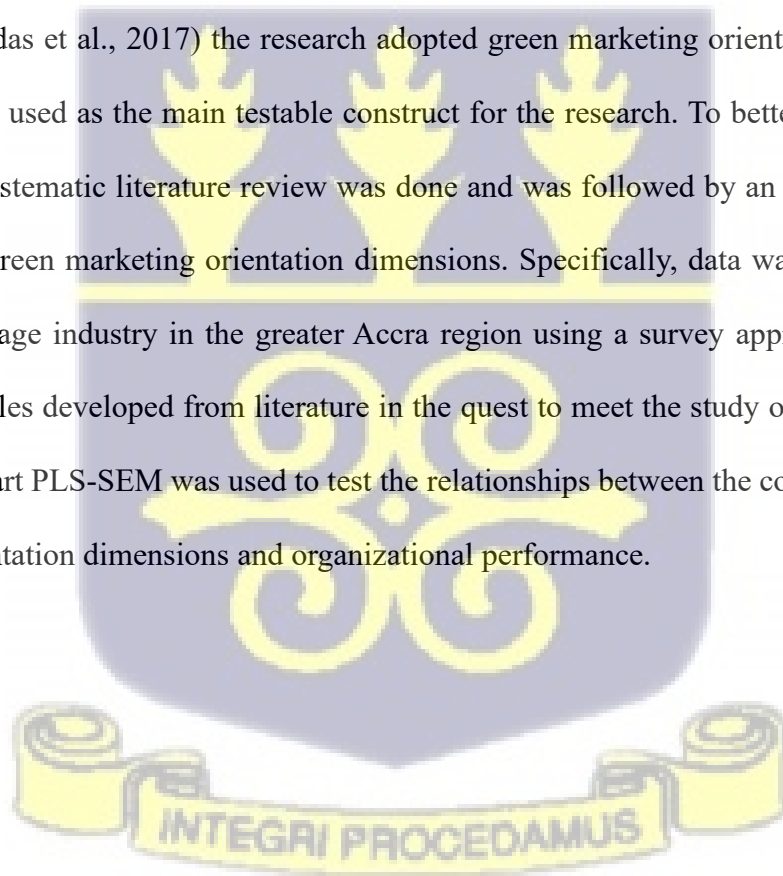 das et al., 2017) the research adopted green marketing orient
used as the main testable construct for the research. To bette
stematic literature review was done and was followed by an
reen marketing orientation dimensions. Specifically, data wa
age industry in the greater Accra region using a survey app
les developed from literature in the quest to meet the study o
art PLS-SEM was used to test the relationships between the co
tation dimensions and organizational performance.
INTEGRI PROCEDAMUS